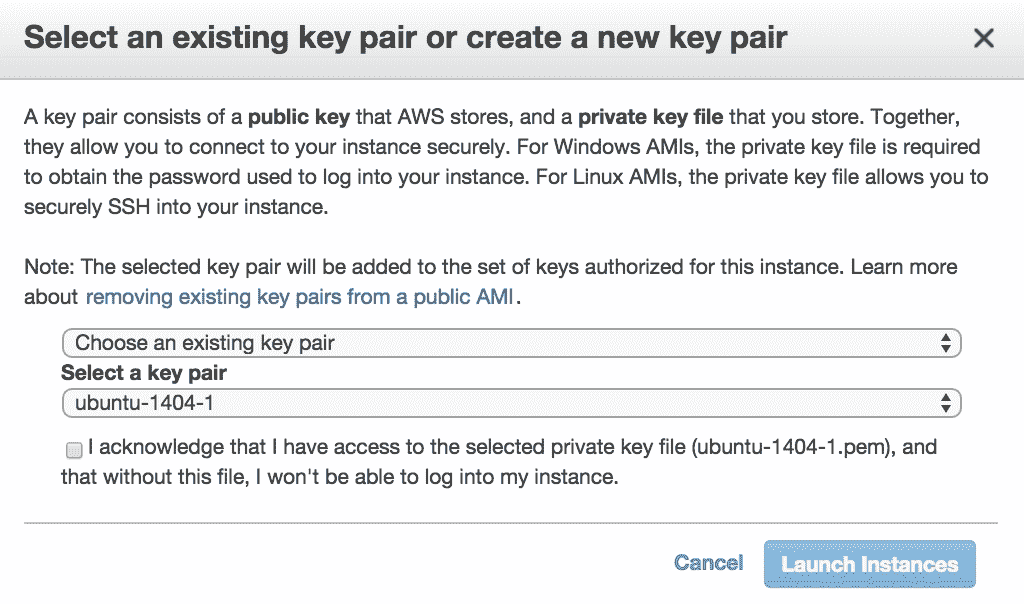 Select an existing key pair or create a new key pair
A key pair consists of a public key that AWS stores, and a private key file that you store. Together,
they allow you to connect to your instance securely. For Windows AMIs, the private key file is required
to obtain the password used to log into your instance. For Linux AMIs, the private key file allows you to
securely SSH into your instance.
Note: The selected key pair will be added to the set of keys authorized for this instance. Learn more
about removing existing key pairs from a public AMI.
Choose an existing key pair
Select a key pair
ubuntu-1404-1
I acknowledge that I have access to the selected private key file (ubuntu-1404-1.pem), and
that without this file, I won't be able to log into my instance.
Cancel Launch Instances